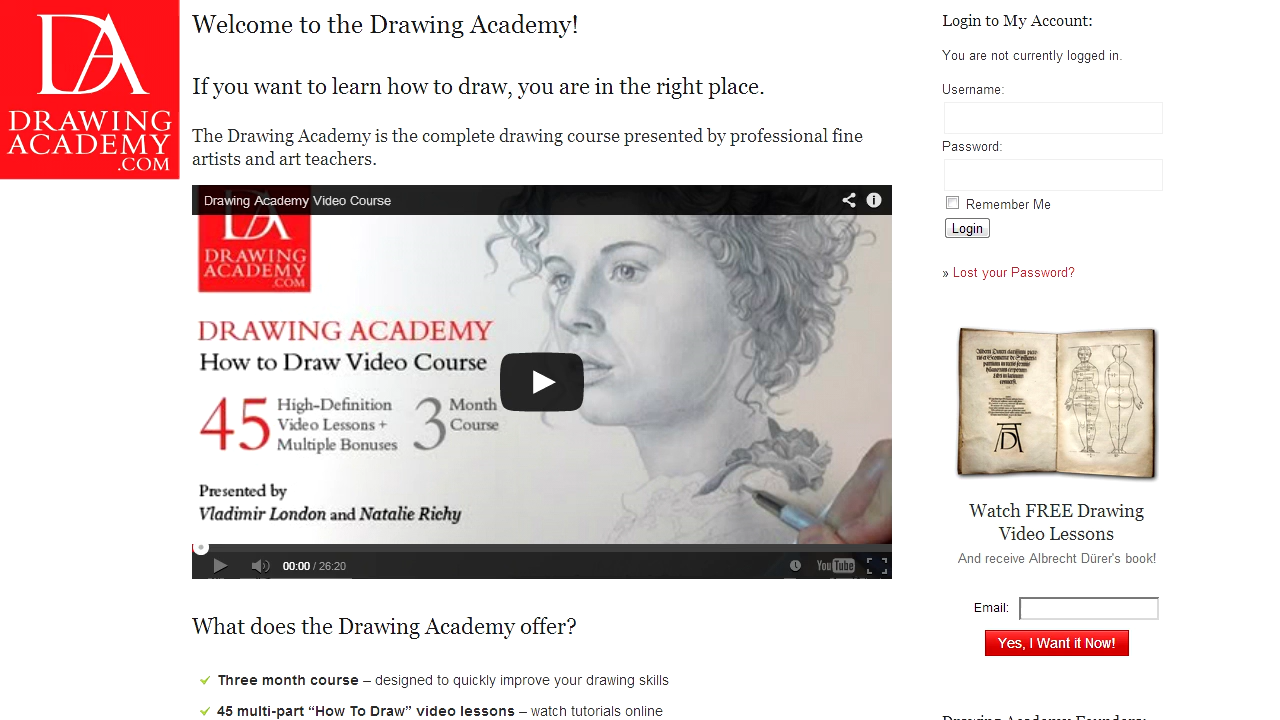 DA
DRAWING
ACADEMY
.COM
Welcome to the Drawing Academy!
If you want to learn how to draw, you are in the right place.
The Drawing Academy is the complete drawing course presented by professional fine
artists and art teachers.
Drawing Academy Video Course
DA
DRAWING
ACADEMY
.COM
DRAWING ACADEMY
How to Draw Video Course
45 High-Definition
Video Lessons +
Multiple Bonuses
3 Month
Course
Presented by
Vladimir London and Natalie Richy
00:00 / 26:20
YouTube
What does the Drawing Academy offer?
Three month course – designed to quickly improve your drawing skills
45 multi-part “How To Draw” video lessons – watch tutorials online
Login to My Account:
You are not currently logged in.
Username:
Password:
Remember Me
Login
» Lost your Password?
Watch FREE Drawing
Video Lessons
And receive Albrecht Dürer's book!
Email:
Yes, I Want it Now!
Drawing Academy Founders: